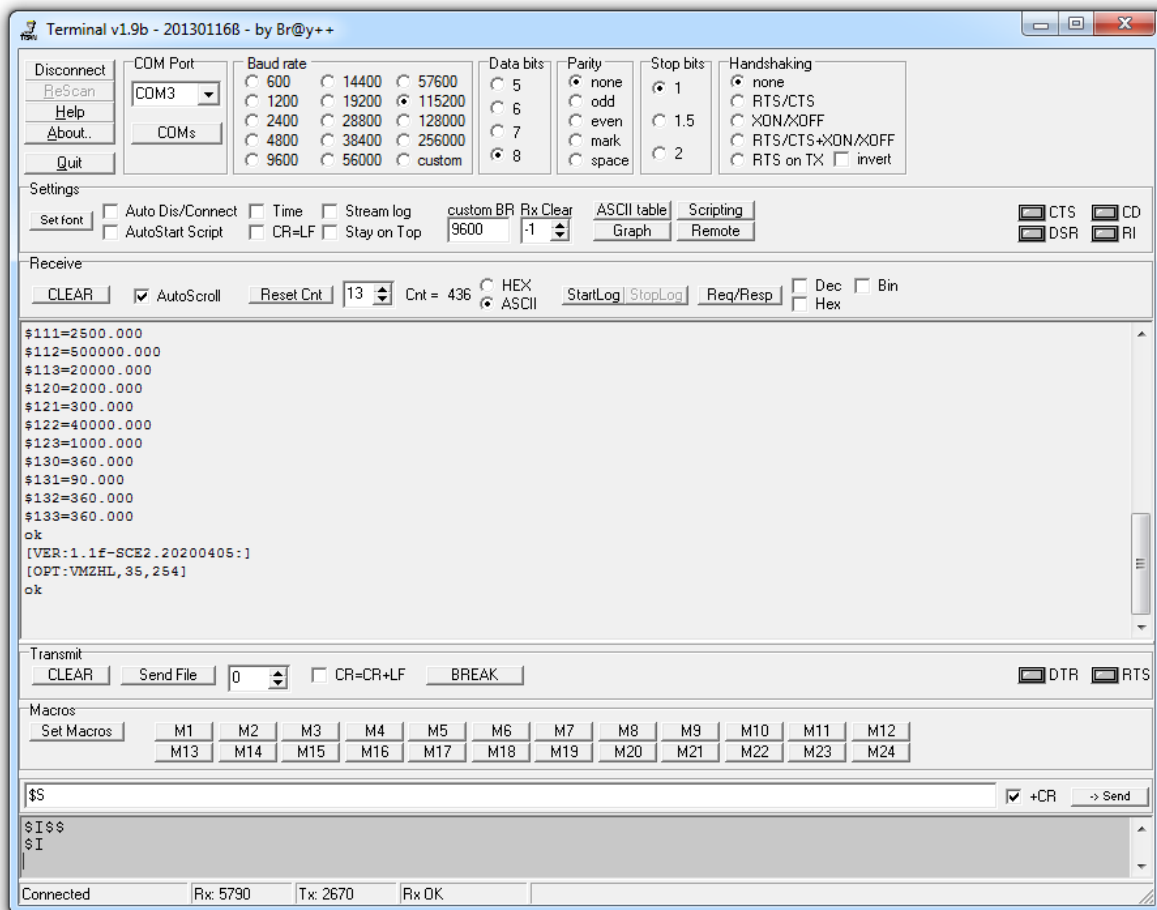 Terminal v1.9b - 20130116ß - by Br@y++
Disconnect
ReScan
Help
About..
Quit
COM Port
COM3
COMs
Baud rate
600 14400 57600
1200 19200 115200
2400 28800 128000
4800 38400 256000
9600 56000 custom
Data bits
5
6
7
8
Parity
none
odd
even
mark
space
Stop bits
1
1.5
2
Handshaking
none
RTS/CTS
XON/XOFF
RTS/CTS+XON/XOFF
RTS on TX invert
Settings
Set font
Auto Dis/Connect Time Stream log
AutoStart Script CR=LF Stay on Top
custom BR Rx Clear
9600 -1
ASCII table Scripting
Graph Remote
CTS CD
DSR RI
Receive
CLEAR AutoScroll Reset Cnt 13 Cnt = 436
HEX
ASCII
StartLog StopLog Req/Resp
Dec Bin
Hex
$111=2500.000
$112=500000.000
$113=20000.000
$120=2000.000
$121=300.000
$122=40000.000
$123=1000.000
$130=360.000
$131=90.000
$132=360.000
$133=360.000
ok
[VER:1.1f-SCE2.20200405:]
[OPT:VMZHL,35,254]
ok
Transmit
CLEAR Send File 0 CR=CR+LF BREAK
DTR RTS
Macros
Set Macros
M1 M2 M3 M4 M5 M6 M7 M8 M9 M10 M11 M12
M13 M14 M15 M16 M17 M18 M19 M20 M21 M22 M23 M24
$S +CR -> Send
$I$$
$I
Connected Rx: 5790 Tx: 2670 Rx OK